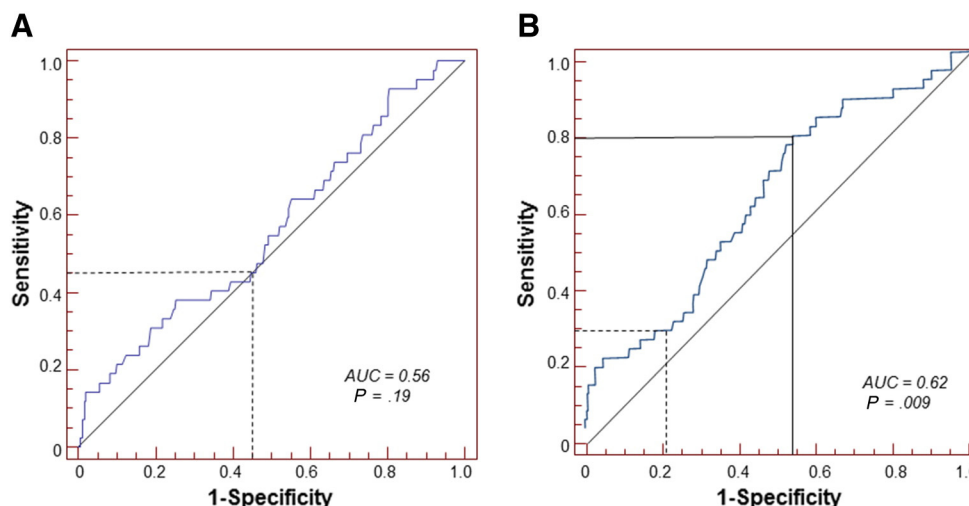 A
1.0
0.8
0.6
0.4
0.2
0
Sensitivity
AUC = 0.56
P = .19
0 0.2 0.4 0.6 0.8 1.0
1-Specificity
B
1.0
0.8
0.6
0.4
0.2
0
Sensitivity
AUC = 0.62
P = .009
0 0.2 0.4 0.6 0.8 1.0
1-Specificity